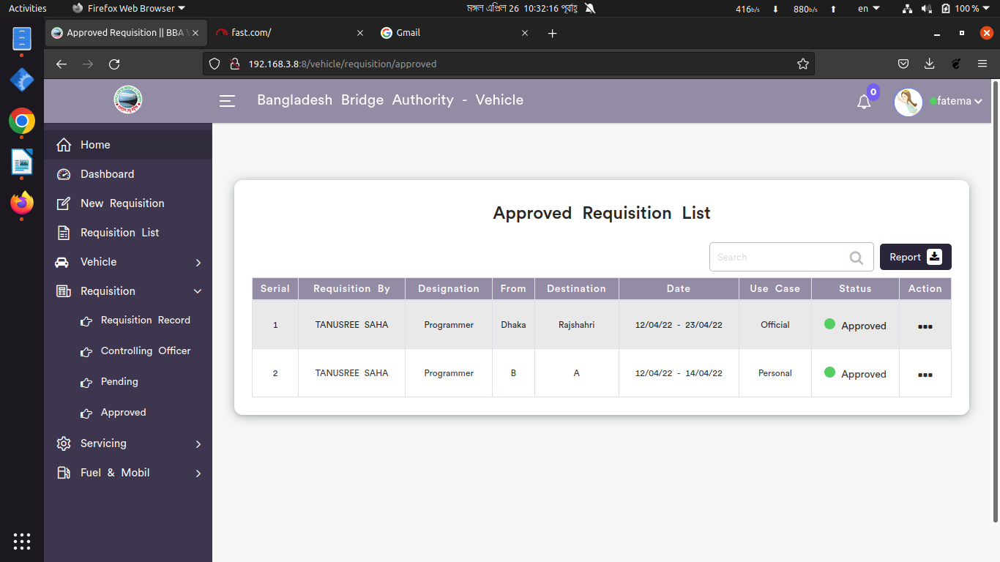 Activities Firefox Web Browser মঙ্গল এপ্রিল 26 10:32:16 পূর্বাহ্ণ 416b/s 880b/s en 100 %
Approved Requisition || BBA fast.com/ Gmail
192.168.3.8:8/vehicle/requisition/approved
Bangladesh Bridge Authority - Vehicle 0 fatema
Home
Dashboard
New Requisition
Requisition List
Vehicle
Requisition
Requisition Record
Controlling Officer
Pending
Approved
Servicing
Fuel & Mobil
Approved Requisition List
Search Report
Serial Requisition By Designation From Destination Date Use Case Status Action
1 TANUSREE SAHA Programmer Dhaka Rajshahri 12/04/22 - 23/04/22 Official Approved
2 TANUSREE SAHA Programmer B A 12/04/22 - 14/04/22 Personal Approved